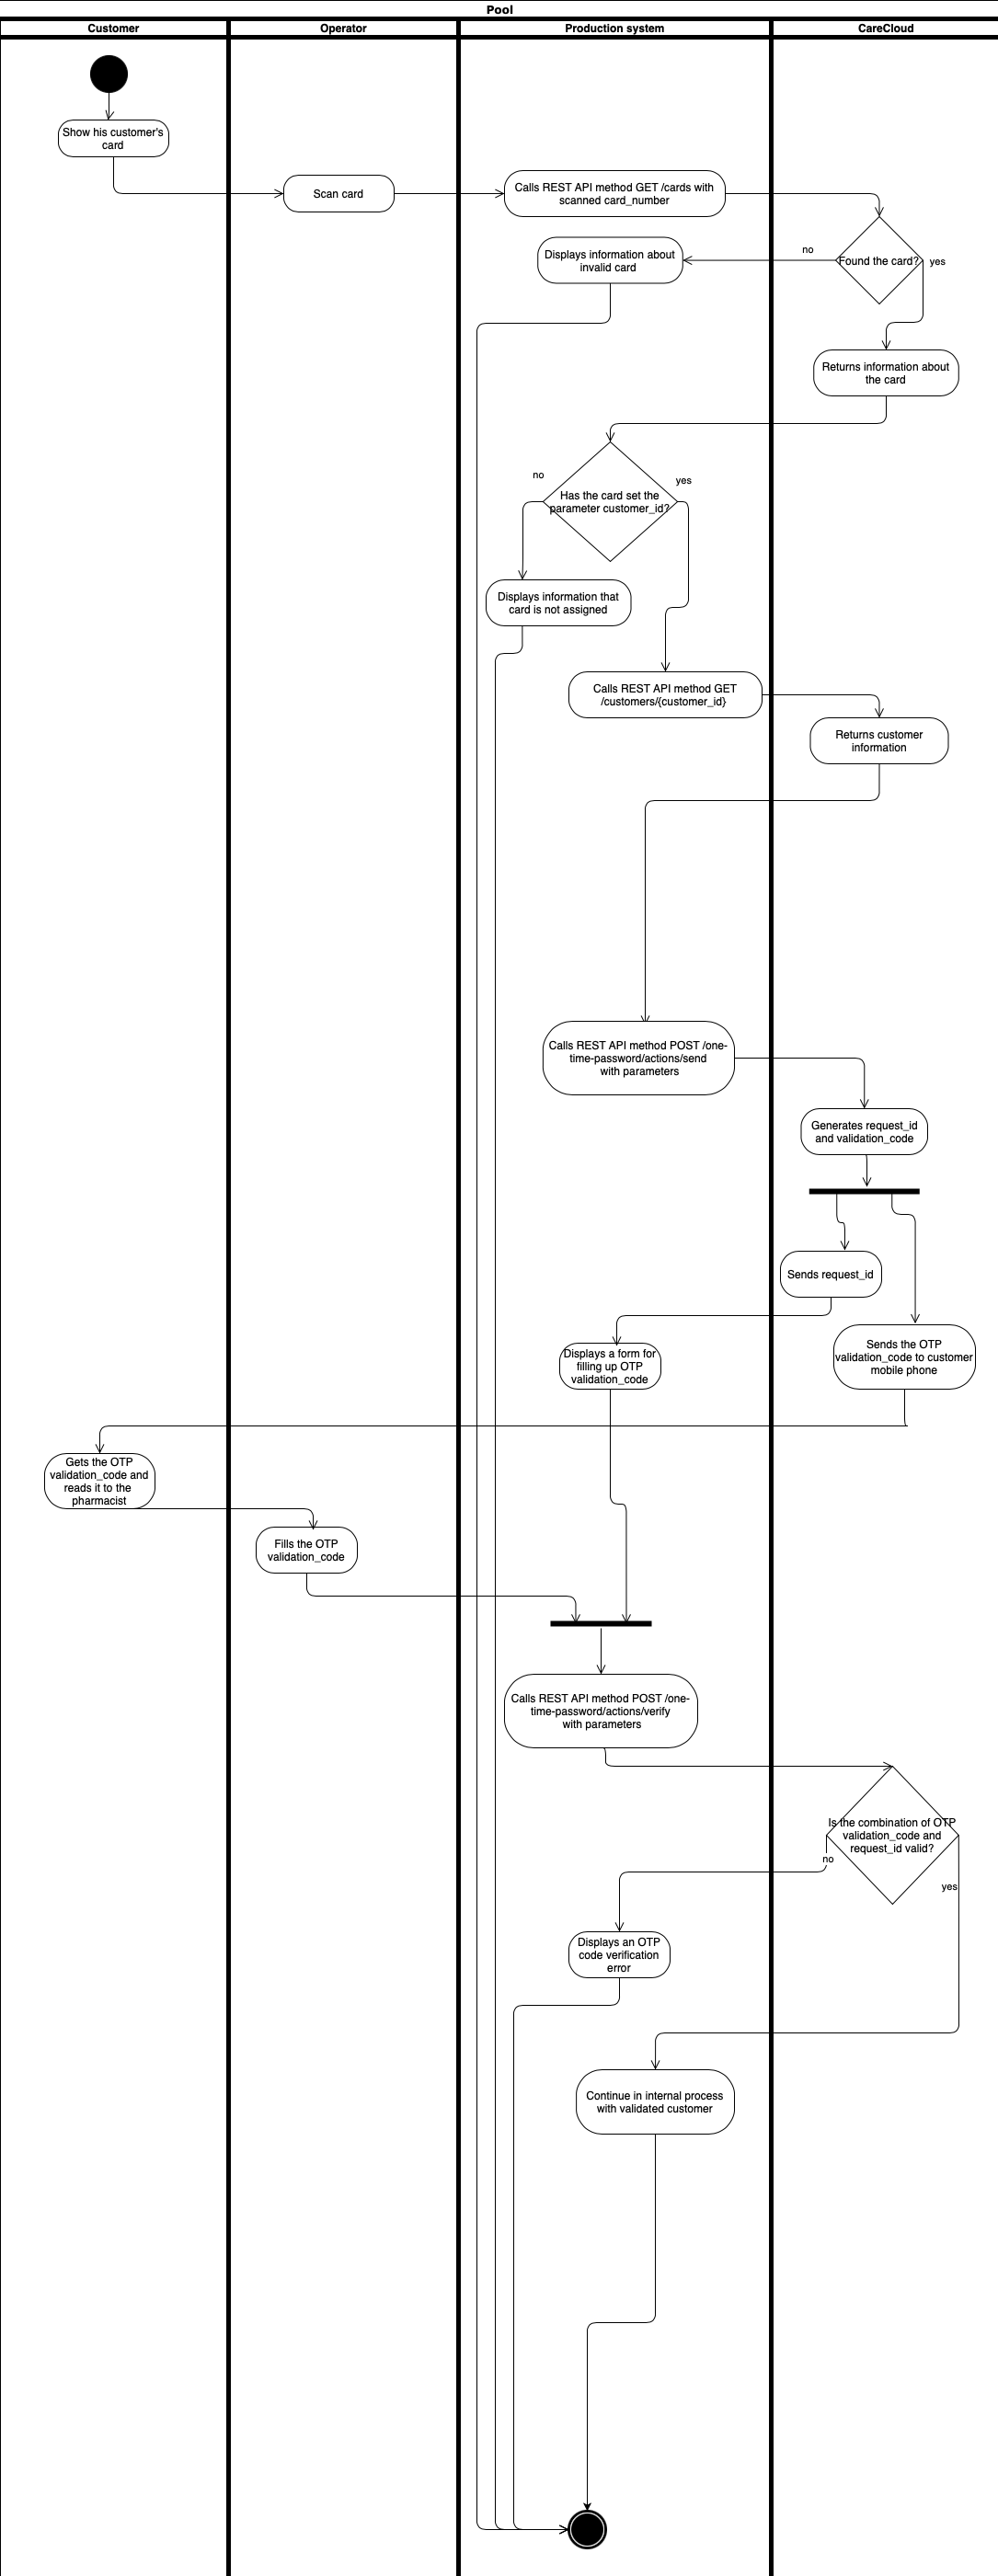 Pool
Customer
Operator
Production system
CareCloud
Show his customer's
card
Scan card
Calls REST API method GET /cards with
scanned card_number
Found the card?
no
yes
Displays information about
invalid card
Returns information about
the card
Has the card set the
parameter customer_id?
no
yes
Displays information that
card is not assigned
Calls REST API method GET
/customers/{customer_id}
Returns customer
information
Calls REST API method POST /one-
time-password/actions/send
with parameters
Generates request_id
and validation_code
Sends request_id
Sends the OTP
validation_code to customer
mobile phone
Displays a form for
filling up OTP
validation_code
Gets the OTP
validation_code and
reads it to the
pharmacist
Fills the OTP
validation_code
Calls REST API method POST /one-
time-password/actions/verify
with parameters
Is the combination of OTP
validation_code and
request_id valid?
no
yes
Displays an OTP
code verification
error
Continue in internal process
with validated customer